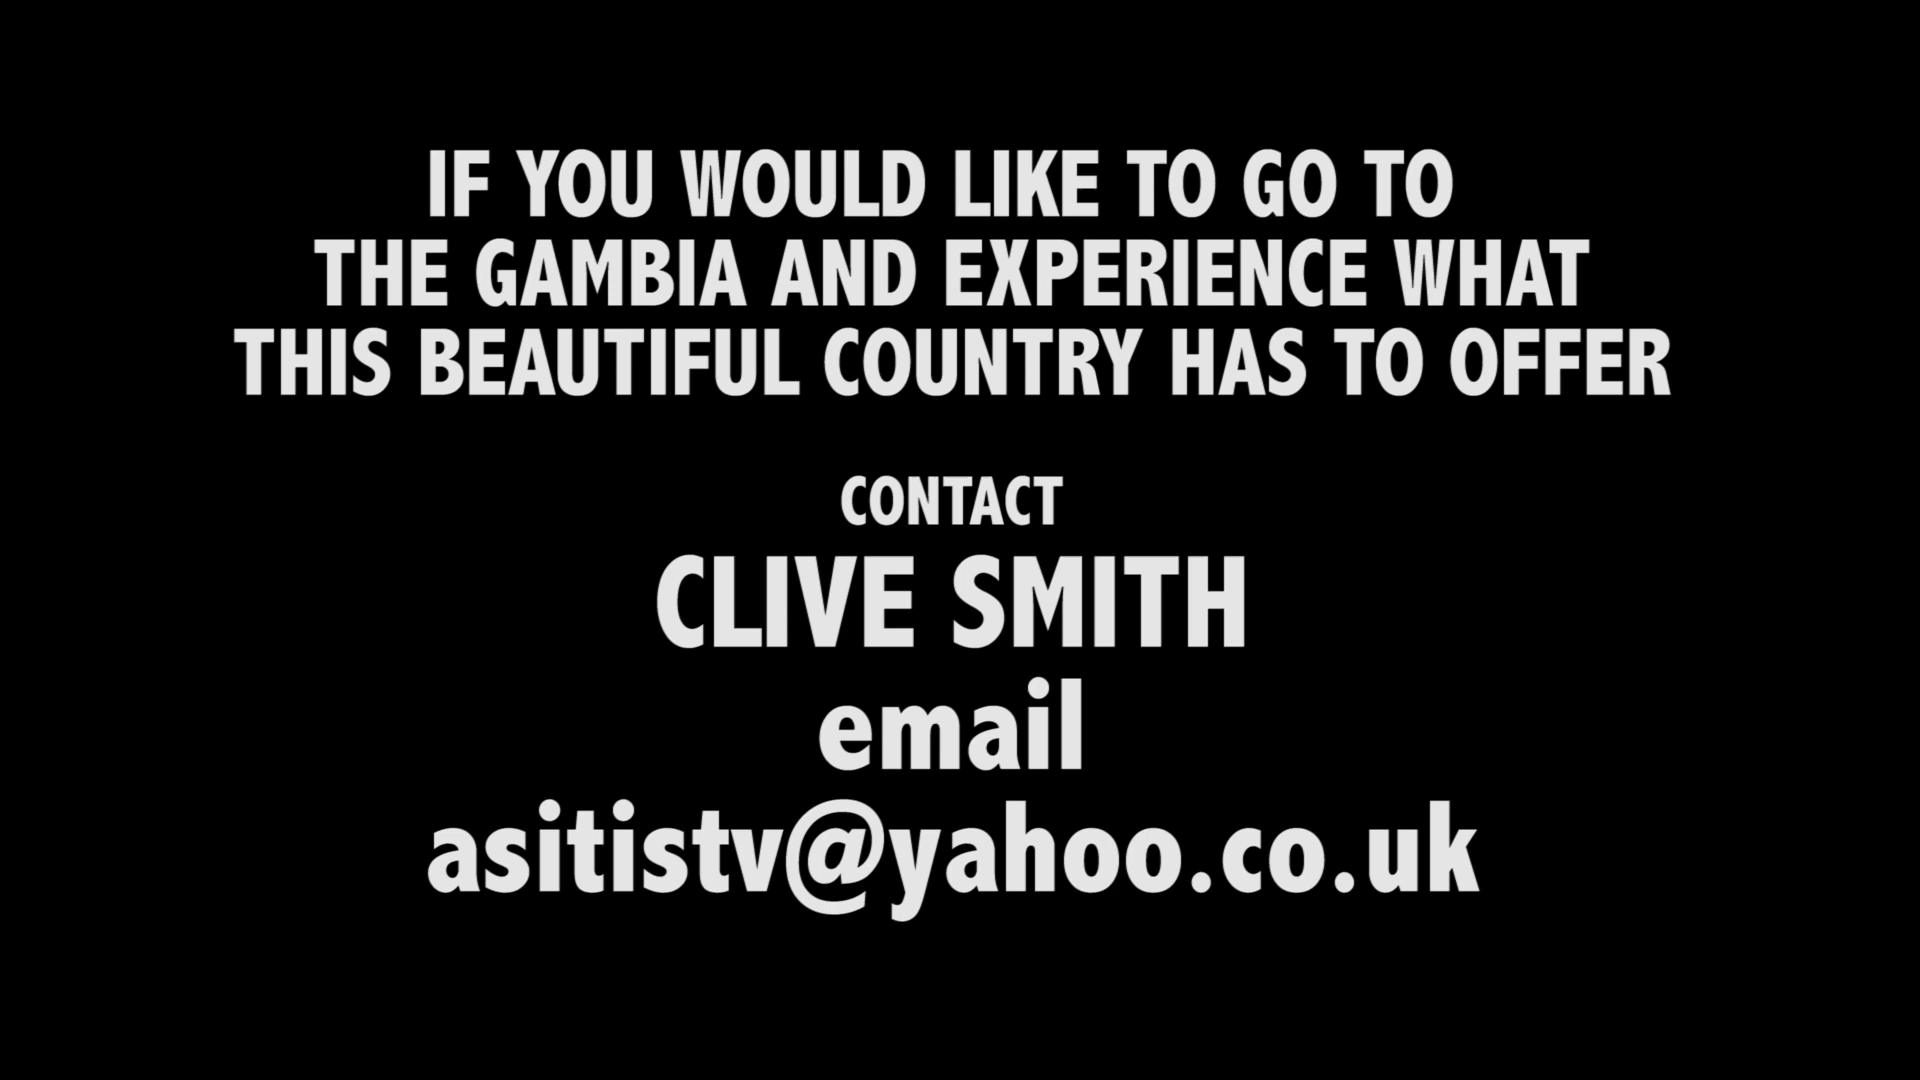 IF YOU WOULD LIKE TO GO TO
THE GAMBIA AND EXPERIENCE WHAT
THIS BEAUTIFUL COUNTRY HAS TO OFFER
CONTACT
CLIVE SMITH
email
asitistv@yahoo.co.uk